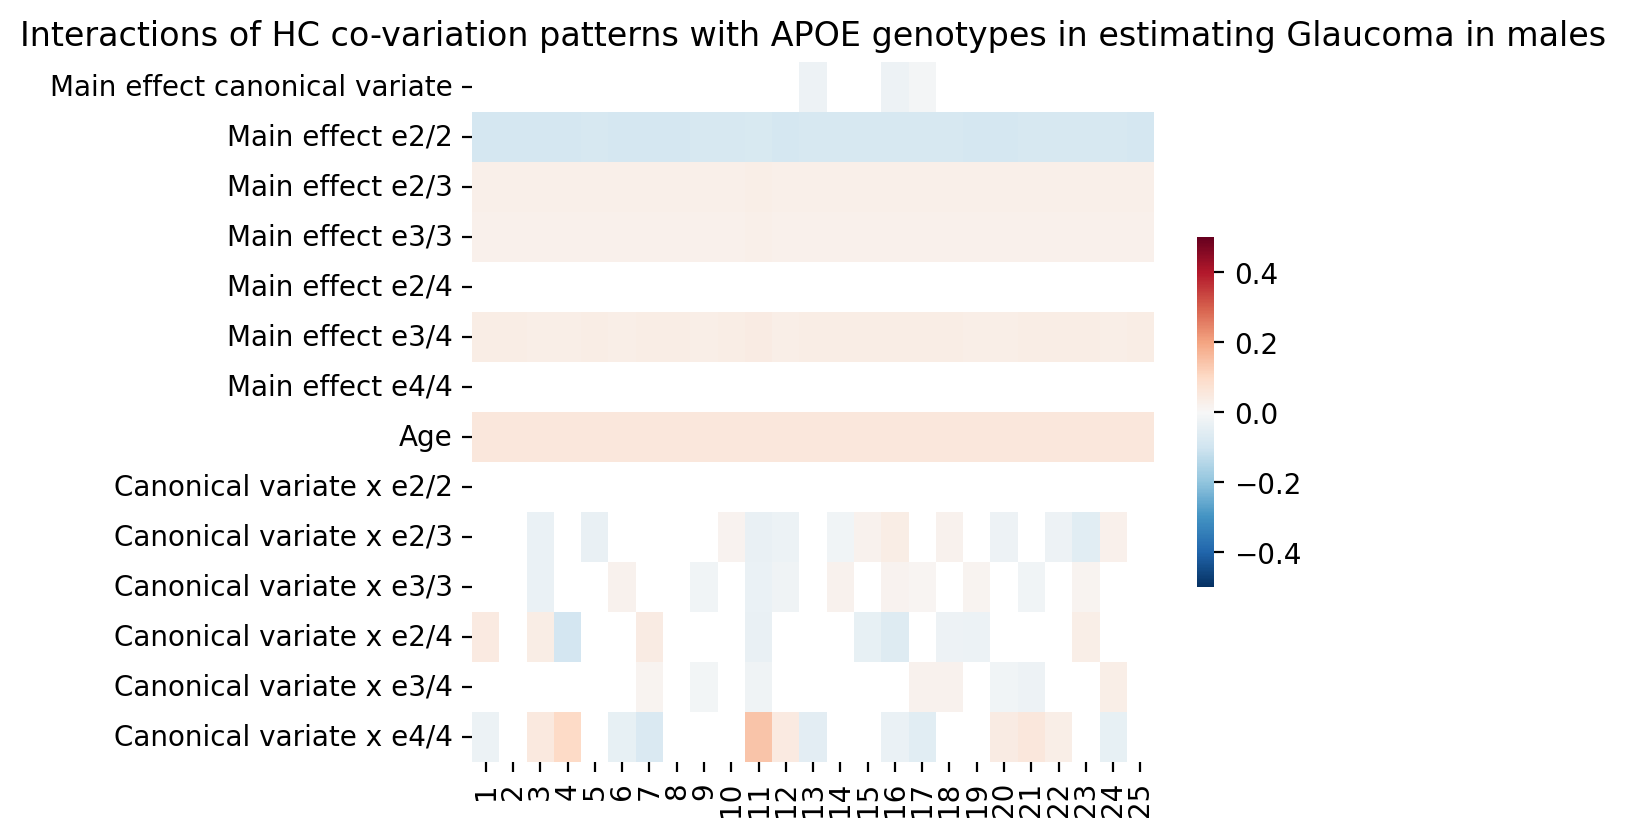 Interactions of HC co-variation patterns with APOE genotypes in estimating Glaucoma in males
Main effect canonical variate
Main effect e2/2
Main effect e2/3
Main effect e3/3
Main effect e2/4
Main effect e3/4
Main effect e4/4
Age
Canonical variate x e2/2
Canonical variate x e2/3
Canonical variate x e3/3
Canonical variate x e2/4
Canonical variate x e3/4
Canonical variate x e4/4
1 2 3 4 5 6 7 8 9 10 11 12 13 14 15 16 17 18 19 20 21 22 23 24 25
0.4
0.2
0.0
−0.2
−0.4